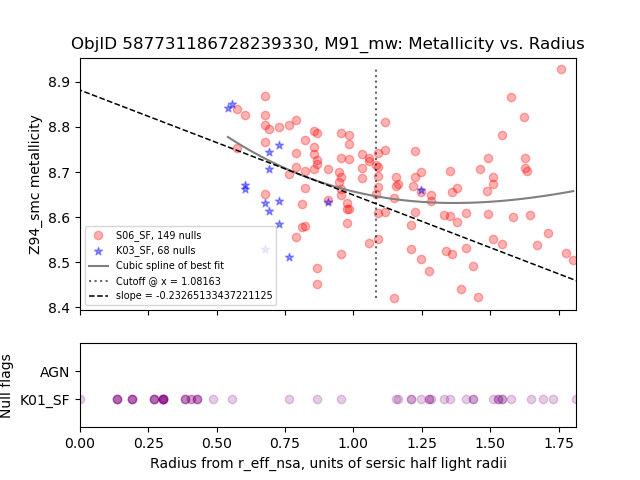 ObjID 587731186728239330, M91_mw: Metallicity vs. Radius
Z94_smc metallicity
8.9
8.8
8.7
8.6
8.5
8.4
S06_SF, 149 nulls
K03_SF, 68 nulls
Cubic spline of best fit
Cutoff @ x = 1.08163
slope = -0.23265133437221125
Null flags
AGN
K01_SF
0.00 0.25 0.50 0.75 1.00 1.25 1.50 1.75
Radius from r_eff_nsa, units of sersic half light radii